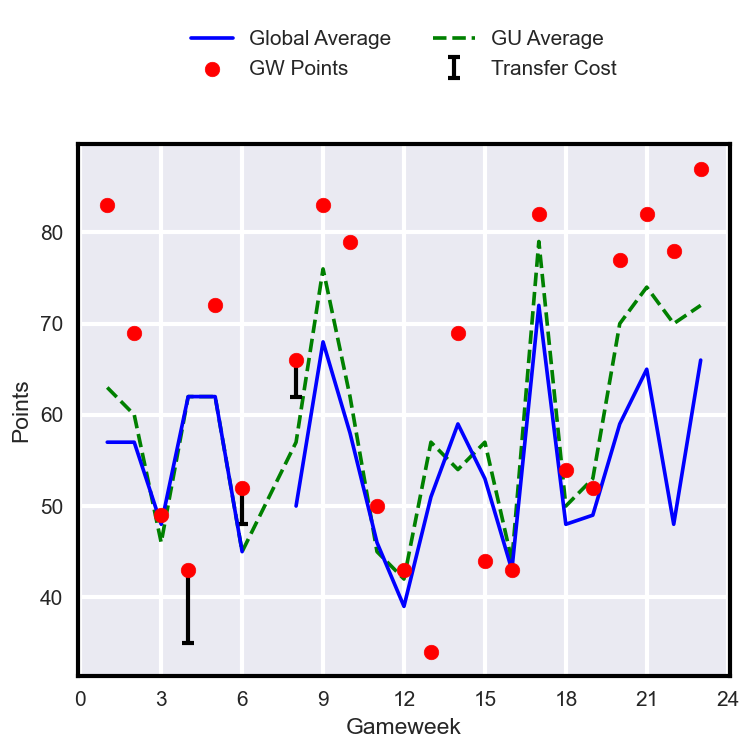 Global Average
GU Average
GW Points
Transfer Cost
80
70
60
50
40
Points
0 3 6 9 12 15 18 21 24
Gameweek